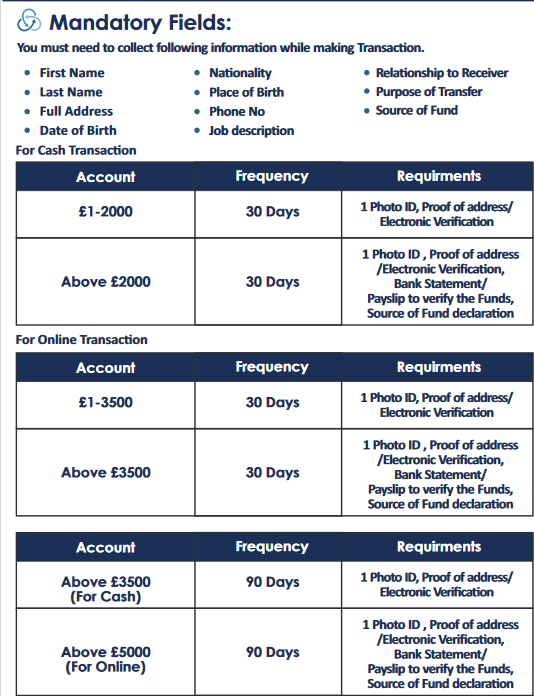 Mandatory Fields:
You must need to collect following information while making Transaction.
• First Name
• Last Name
• Full Address
• Date of Birth
• Nationality
• Place of Birth
• Phone No
• Job description
• Relationship to Receiver
• Purpose of Transfer
• Source of Fund
For Cash Transaction
Account Frequency Requirments
£1-2000 30 Days 1 Photo ID, Proof of address/
Electronic Verification
Above £2000 30 Days 1 Photo ID , Proof of address
/Electronic Verification,
Bank Statement/
Payslip to verify the Funds,
Source of Fund declaration
For Online Transaction
Account Frequency Requirments
£1-3500 30 Days 1 Photo ID, Proof of address/
Electronic Verification
Above £3500 30 Days 1 Photo ID , Proof of address
/Electronic Verification,
Bank Statement/
Payslip to verify the Funds,
Source of Fund declaration
Account Frequency Requirments
Above £3500
(For Cash) 90 Days 1 Photo ID, Proof of address/
Electronic Verification
Above £5000
(For Online) 90 Days 1 Photo ID , Proof of address
/Electronic Verification,
Bank Statement/
Payslip to verify the Funds,
Source of Fund declaration